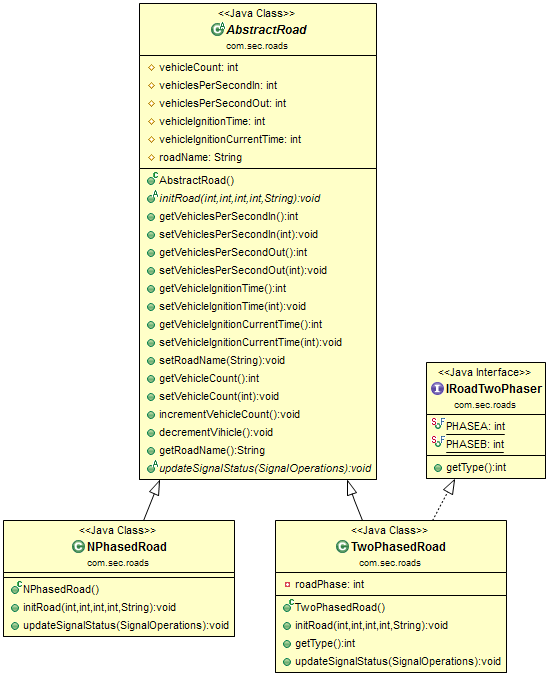 <<Java Class>>
AbstractRoad
com.sec.roads
vehicleCount: int
vehiclesPerSecondIn: int
vehiclesPerSecondOut: int
vehicleIgnitionTime: int
vehicleIgnitionCurrentTime: int
roadName: String
AbstractRoad()
initRoad(int,int,int,int,String):void
getVehiclesPerSecondIn():int
setVehiclesPerSecondIn(int):void
getVehiclesPerSecondOut():int
setVehiclesPerSecondOut(int):void
getVehicleIgnitionTime():int
setVehicleIgnitionTime(int):void
getVehicleIgnitionCurrentTime():int
setVehicleIgnitionCurrentTime(int):void
setRoadName(String):void
getVehicleCount():int
setVehicleCount(int):void
incrementVehicleCount():void
decrementVihicle():void
getRoadName():String
updateSignalStatus(SignalOperations):void
<<Java Interface>>
IRoadTwoPhaser
com.sec.roads
PHASEA: int
PHASEB: int
getType():int
<<Java Class>>
NPhasedRoad
com.sec.roads
NPhasedRoad()
initRoad(int,int,int,int,String):void
updateSignalStatus(SignalOperations):void
<<Java Class>>
TwoPhasedRoad
com.sec.roads
roadPhase: int
TwoPhasedRoad()
initRoad(int,int,int,int,String):void
getType():int
updateSignalStatus(SignalOperations):void